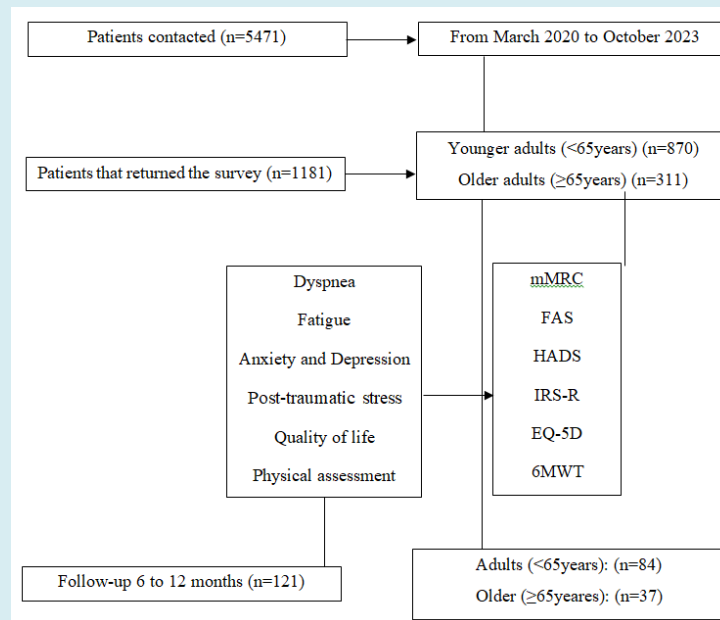 Patients contacted (n=5471)
From March 2020 to October 2023
Younger adults (<65years) (n=870)
Older adults (≥65years) (n=311)
Patients that returned the survey (n=1181)
Dyspnea
Fatigue
Anxiety and Depression
Post-traumatic stress
Quality of life
Physical assessment
mMRC
FAS
HADS
IRS-R
EQ-5D
6MWT
Follow-up 6 to 12 months (n=121)
Adults (<65years): (n=84)
Older (≥65yeares): (n=37)